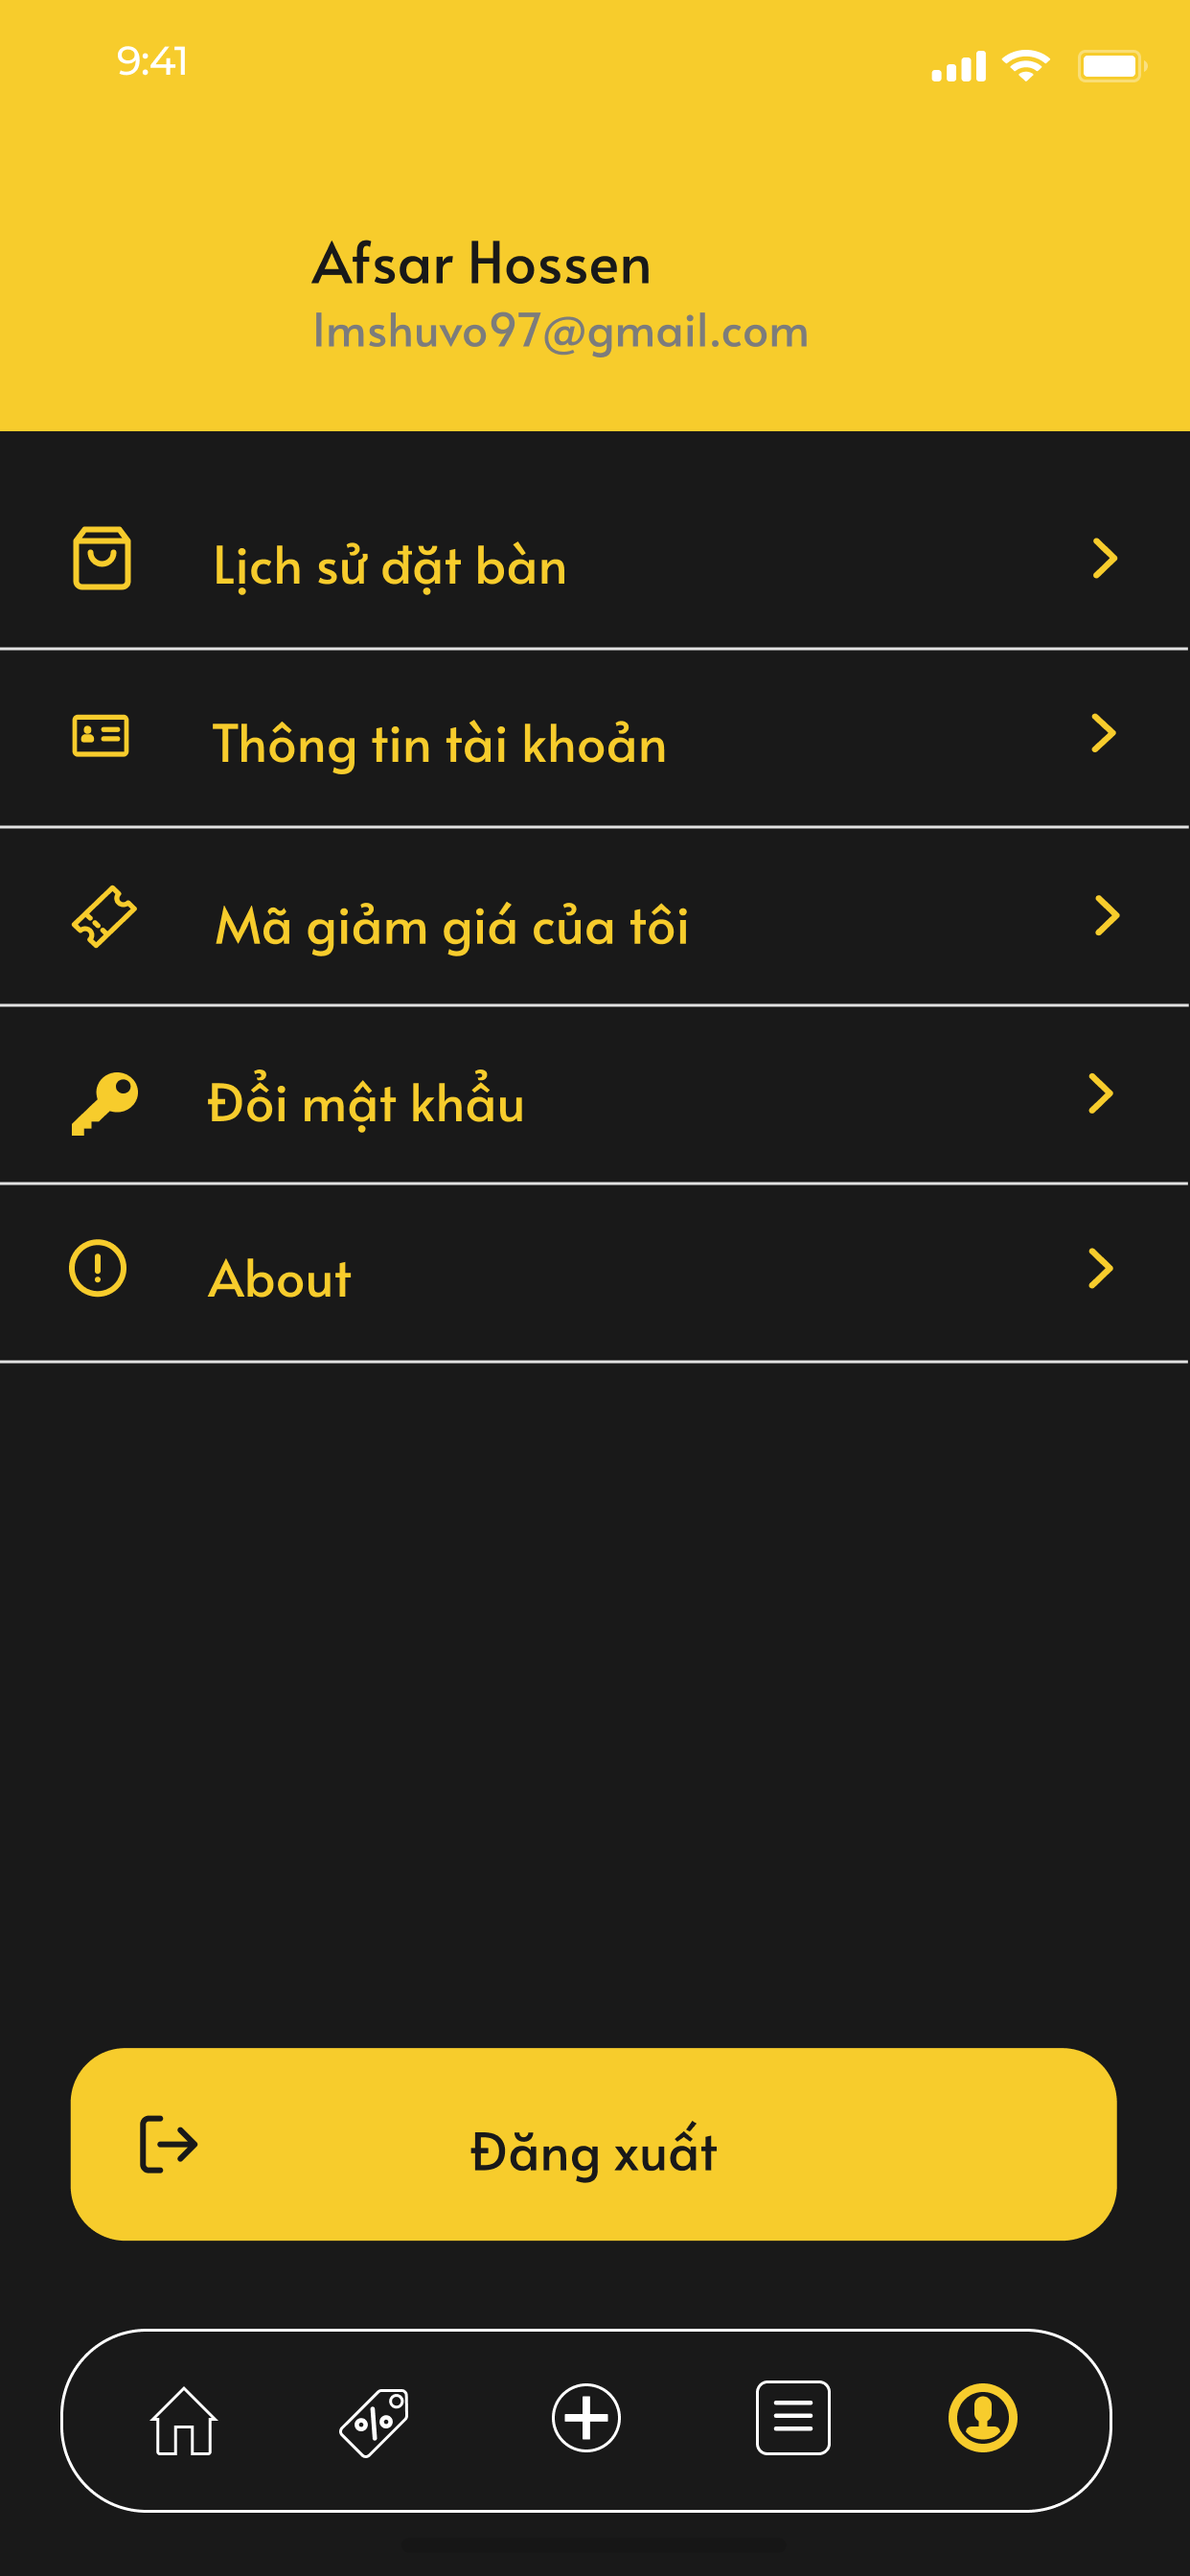 9:41
Afsar Hossen
Imshuvo97@gmail.com
Lịch sử đặt bàn
Thông tin tài khoản
Mã giảm giá của tôi
Đổi mật khẩu
About
Đăng xuất